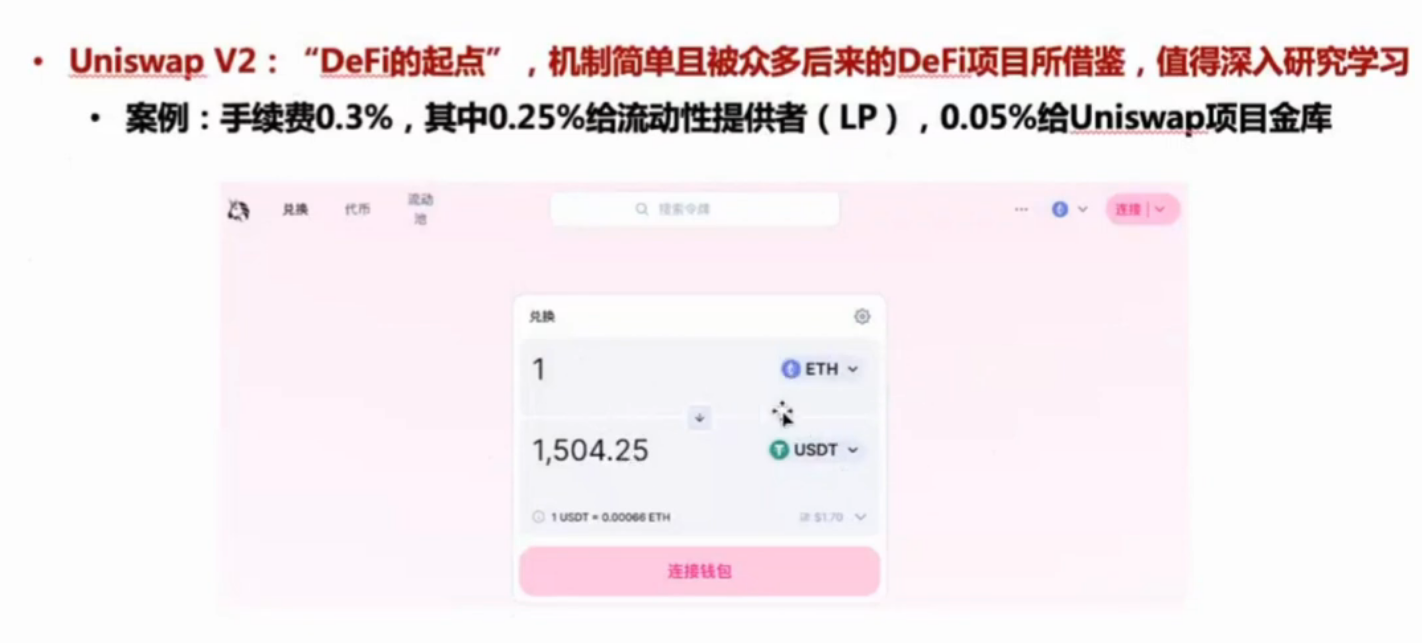 • Uniswap V2：“DeFi的起点”，机制简单且被众多后来的DeFi项目所借鉴，值得深入研究学习
• 案例：手续费0.3%，其中0.25%给流动性提供者（LP），0.05%给Uniswap项目金库
兑换 代币 流动池 搜索令牌 ... 连接
兑换
1 ETH
1,504.25 USDT
1 USDT = 0.00066 ETH $1.70
连接钱包